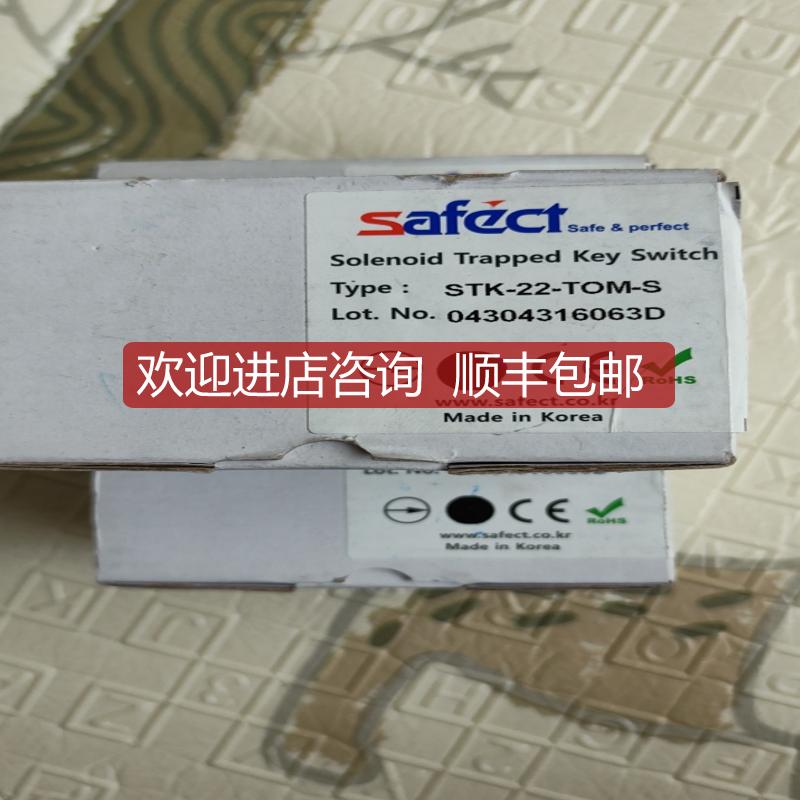 safect Safe & perfect
Solenoid Trapped Key Switch
Type : STK-22-TOM-S
Lot. No. 04304316063D
欢迎进店咨询 顺丰包邮
RoHS
www.safect.co.kr
Made in Korea
Lot. No.
CE RoHS
www.safect.co.kr
Made in Korea